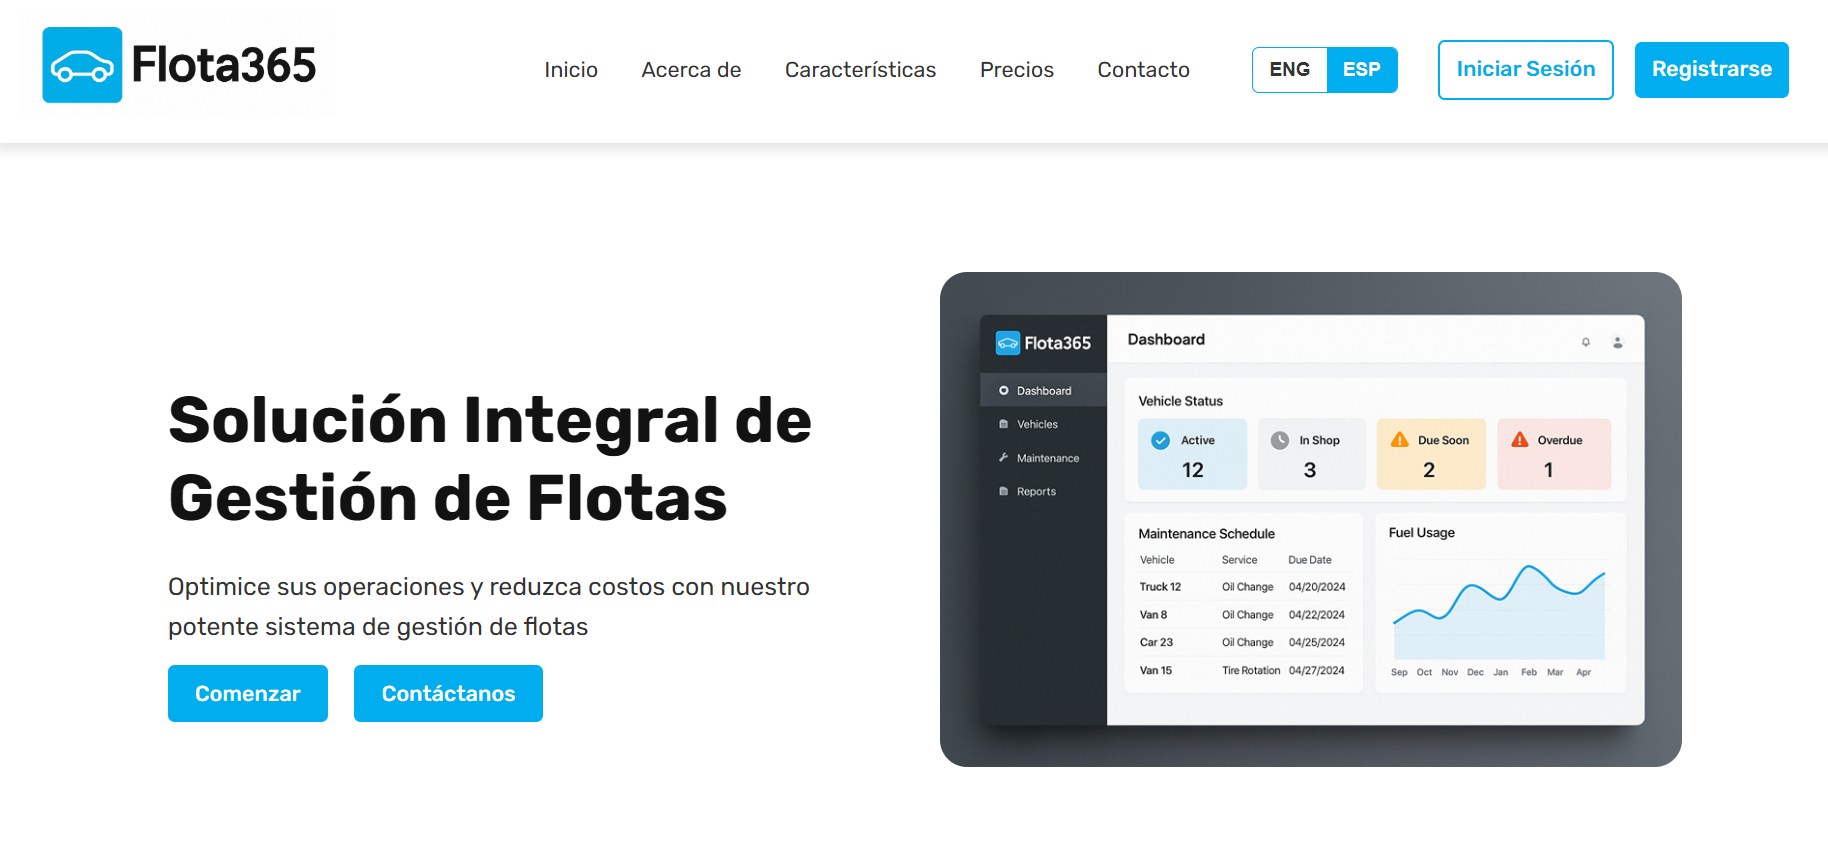 Flota365
Inicio Acerca de Características Precios Contacto ENG ESP Iniciar Sesión Registrarse
Solución Integral de
Gestión de Flotas
Optimice sus operaciones y reduzca costos con nuestro
potente sistema de gestión de flotas
Comenzar Contáctanos
Flota365
Dashboard
Vehicles
Maintenance
Reports
Dashboard
Vehicle Status
Active In Shop Due Soon Overdue
12 3 2 1
Maintenance Schedule
Vehicle Service Due Date
Truck 12 Oil Change 04/20/2024
Van 8 Oil Change 04/22/2024
Car 23 Oil Change 04/25/2024
Van 15 Tire Rotation 04/27/2024
Fuel Usage
Sep Oct Nov Dec Jan Feb Mar Apr